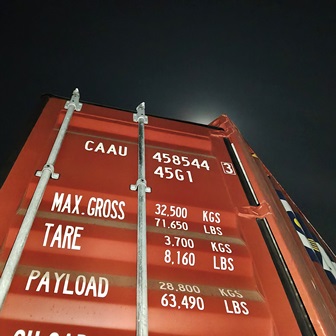 CAAU 458544 3
45G1
MAX.GROSS 32,500 KGS
71,650 LBS
TARE 3,700 KGS
8,160 LBS
PAYLOAD 28,800 KGS
63,490 LBS